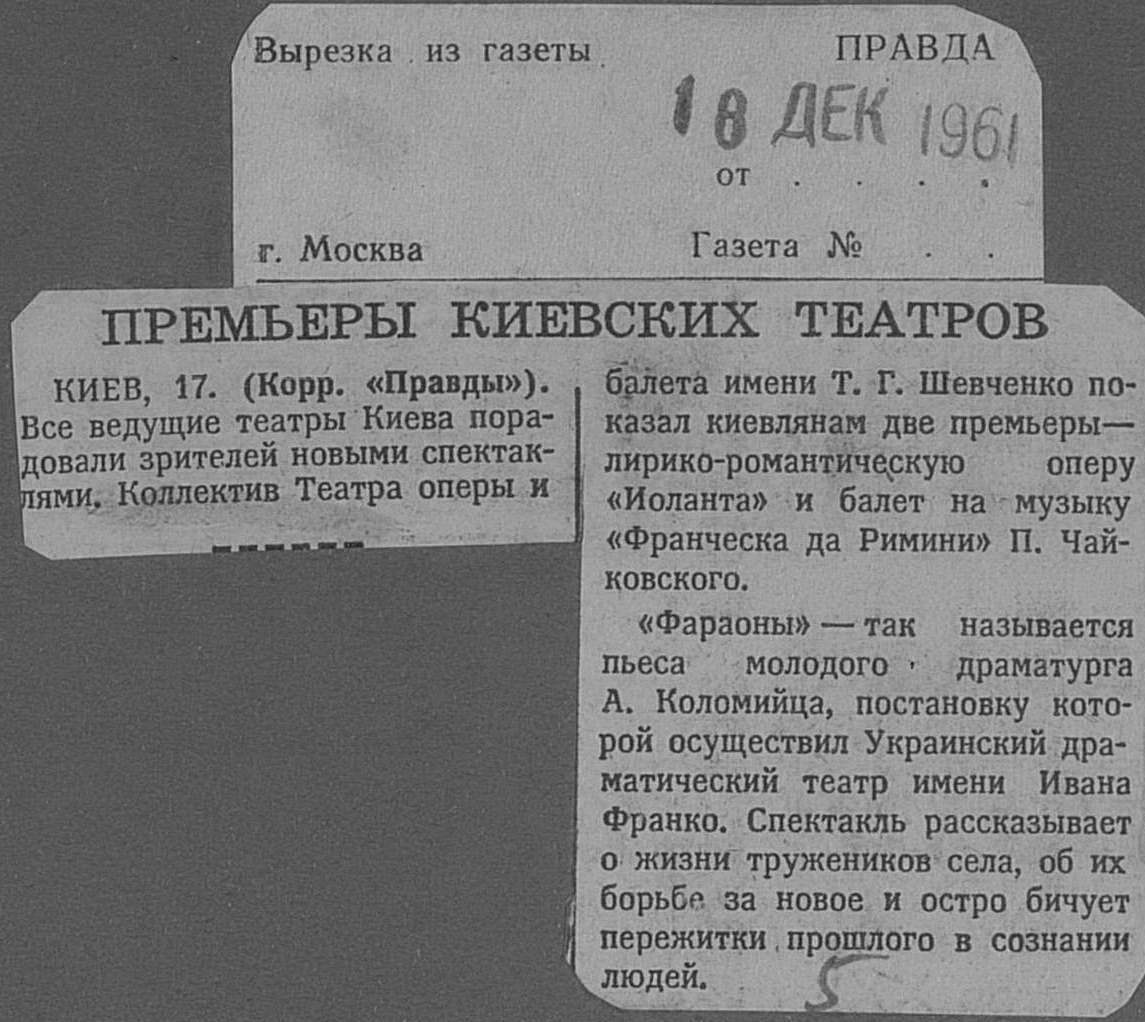 Вырезка из газеты ПРАВДА
18 ДЕК 1961
от . . . .
г. Москва Газета № . .
ПРЕМЬЕРЫ КИЕВСКИХ ТЕАТРОВ
КИЕВ, 17. (Корр. «Правды»).
Все ведущие театры Киева пора-
довали зрителей новыми спектак-
лями. Коллектив Театра оперы и
балета имени Т. Г. Шевченко по-
казал киевлянам две премьеры—
лирико-романтическую оперу
«Иоланта» и балет на музыку
«Франческа да Римини» П. Чай-
ковского.
«Фараоны» — так называется
пьеса молодого драматурга
А. Коломийца, постановку кото-
рой осуществил Украинский дра-
матический театр имени Ивана
Франко. Спектакль рассказывает
о жизни тружеников села, об их
борьбе за новое и остро бичует
пережитки прошлого в сознании
людей.
5